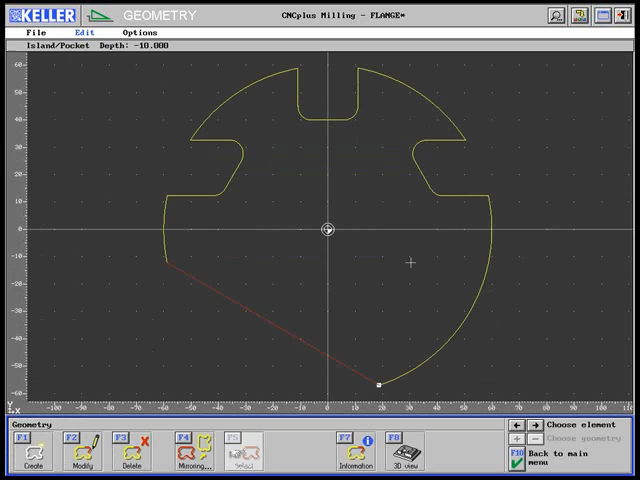 KELLER GEOMETRY CNCplus Milling - FLANGE*
File Edit Options
Island/Pocket Depth: -10.000
60
50
40
30
20
10
0
-10
-20
-30
-40
-50
-60
Y
X
-100 -90 -80 -70 -60 -50 -40 -30 -20 -10 0 10 20 30 40 50 60 70 80 90 100 110
Geometry
F1 Create
F2 Modify
F3 Delete
F4 Mirroring...
F5 Select
F7 Information
F8 3D view
Choose element
Choose geometry
F10 Back to main
menu